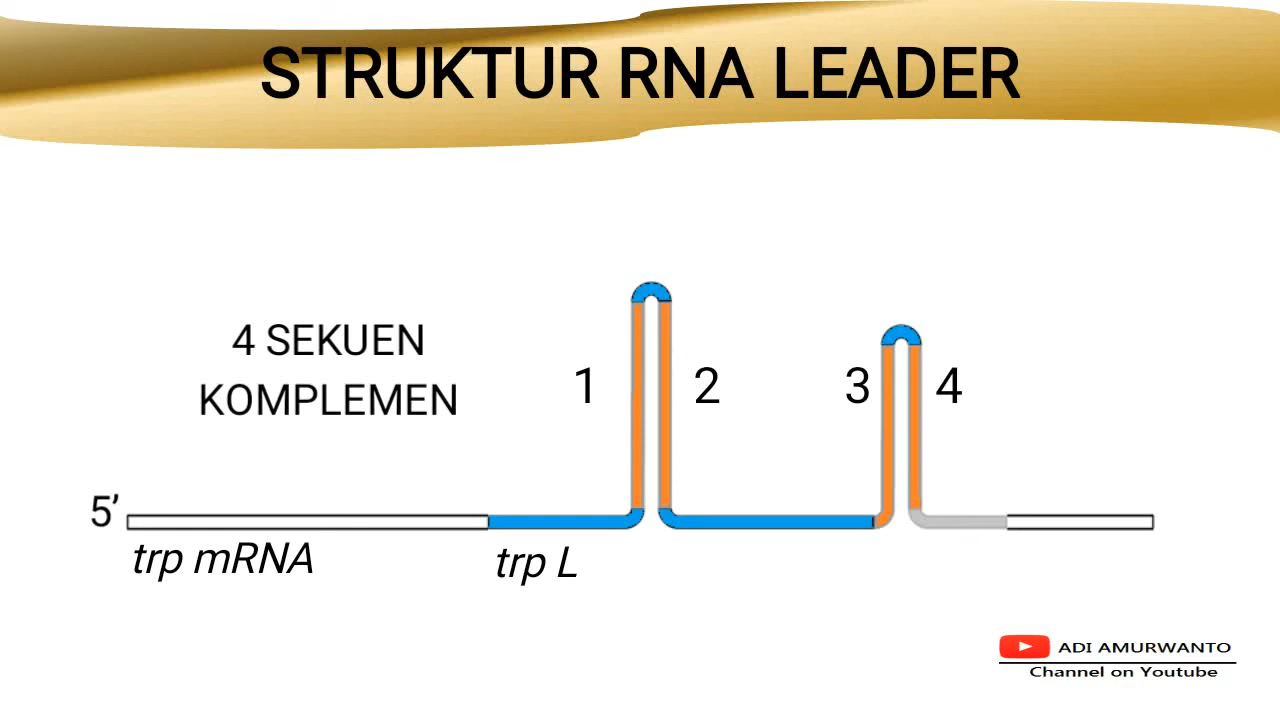 STRUKTUR RNA LEADER
4 SEKUEN
KOMPLEMEN
1
2
3
4
5’
trp mRNA
trp L
ADI AMURWANTO
Channel on Youtube